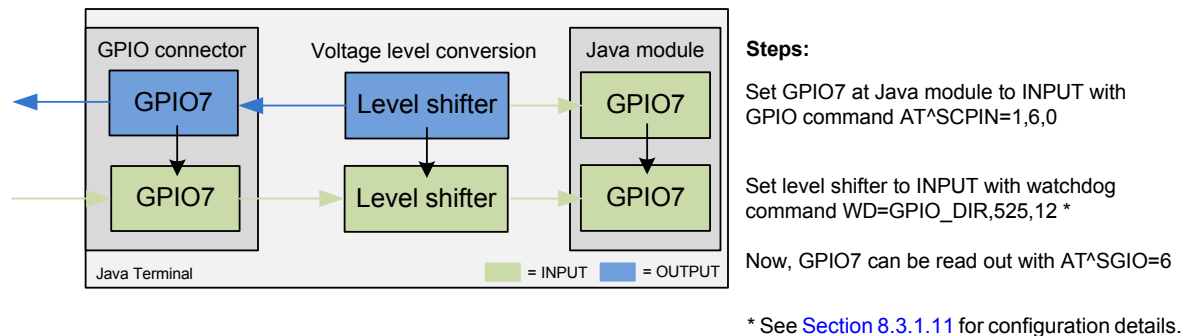 GPIO connector
Voltage level conversion
Java module
GPIO7
Level shifter
GPIO7
GPIO7
Level shifter
GPIO7
Java Terminal
= INPUT
= OUTPUT
Steps:
Set GPIO7 at Java module to INPUT with
GPIO command AT^SCPIN=1,6,0
Set level shifter to INPUT with watchdog
command WD=GPIO_DIR,525,12 *
Now, GPIO7 can be read out with AT^SGIO=6
* See Section 8.3.1.11 for configuration details.